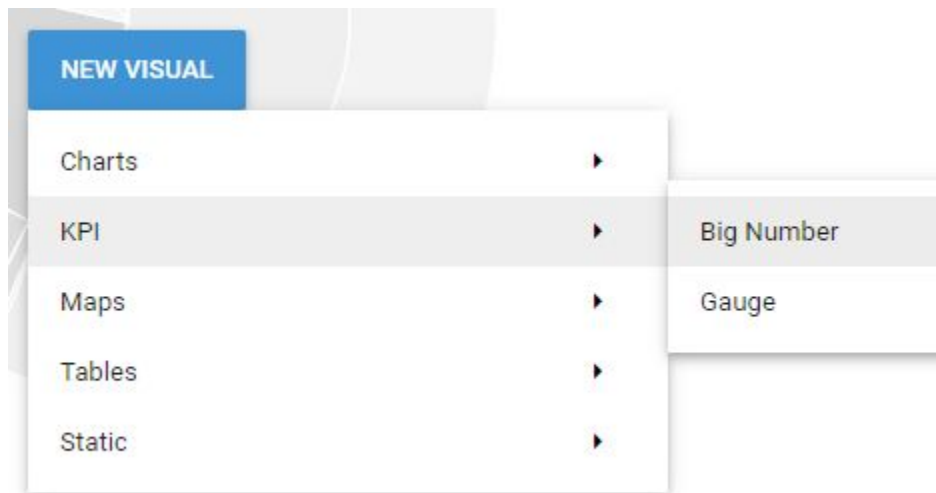 NEW VISUAL
Charts
KPI
Big Number
Maps
Gauge
Tables
Static